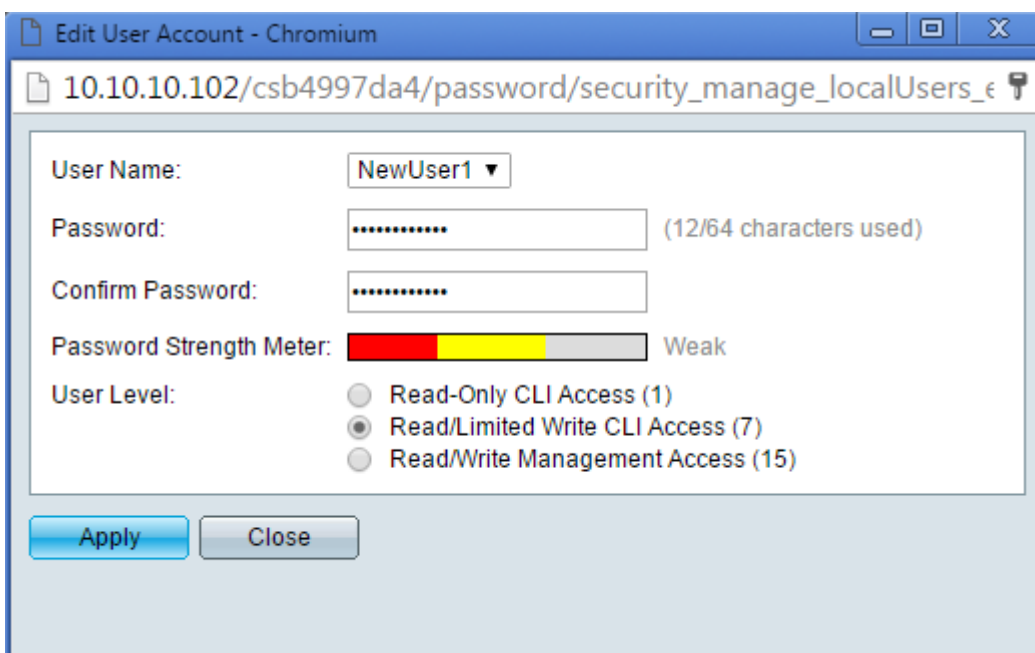 Edit User Account - Chromium
10.10.10.102/csb4997da4/password/security_manage_localUsers_e
User Name: NewUser1
Password: •••••••••••• (12/64 characters used)
Confirm Password: ••••••••••••
Password Strength Meter: Weak
User Level: Read-Only CLI Access (1)
Read/Limited Write CLI Access (7)
Read/Write Management Access (15)
Apply Close